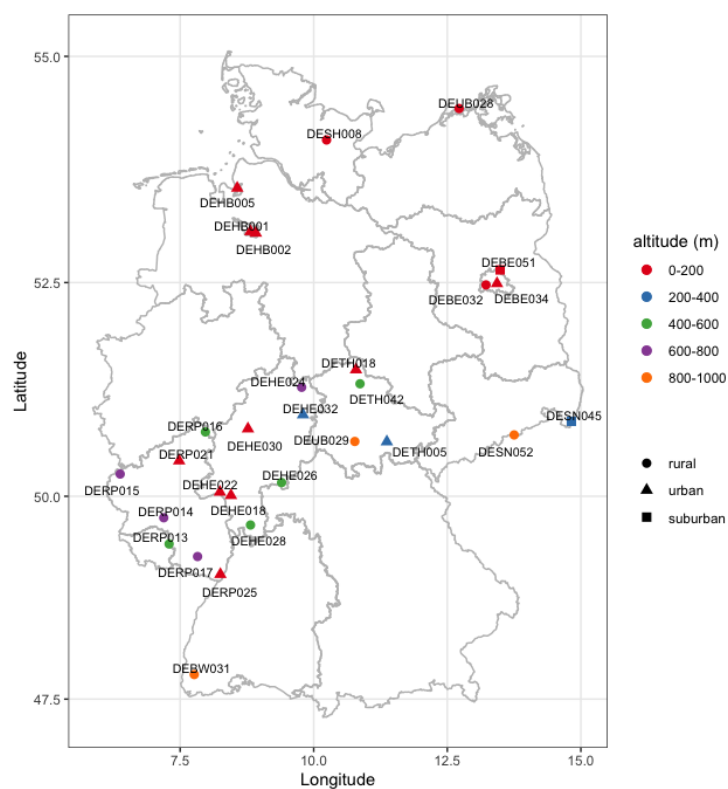 55.0
DEUB028
DESH008
DEHB005
DEHB001
DEHB002
DEBE051
altitude (m)
0-200
52.5
DEBE032
DEBE034
200-400
400-600
600-800
800-1000
Latitude
DETH018
DEHE024
DETH042
DEHE032
DESN045
DERP016
DEHE030
DEUB029
DETH005
DESN052
DERP021
rural
DERP015
DEHE022
DEHE026
50.0
urban
DERP014
DEHE018
suburban
DERP013
DEHE028
DERP017
DERP025
DEBW031
47.5
7.5
10.0
12.5
15.0
Longitude